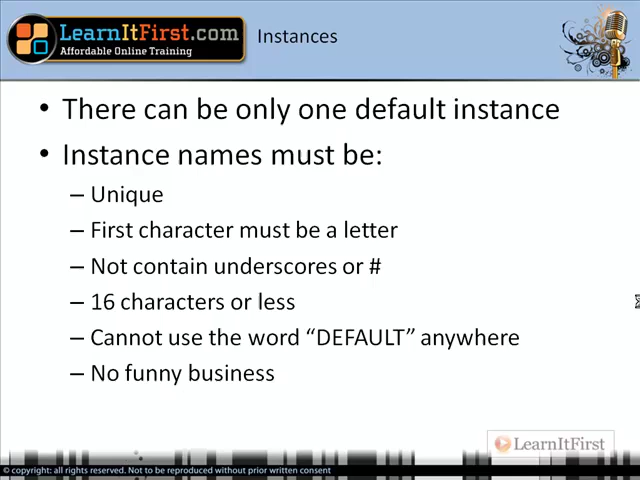 LearnItFirst.com
Affordable Online Training
Instances
• There can be only one default instance
• Instance names must be:
– Unique
– First character must be a letter
– Not contain underscores or #
– 16 characters or less
– Cannot use the word “DEFAULT” anywhere
– No funny business
LearnItFirst
© copyright: all rights reserved. Not to be reproduced without prior written consent